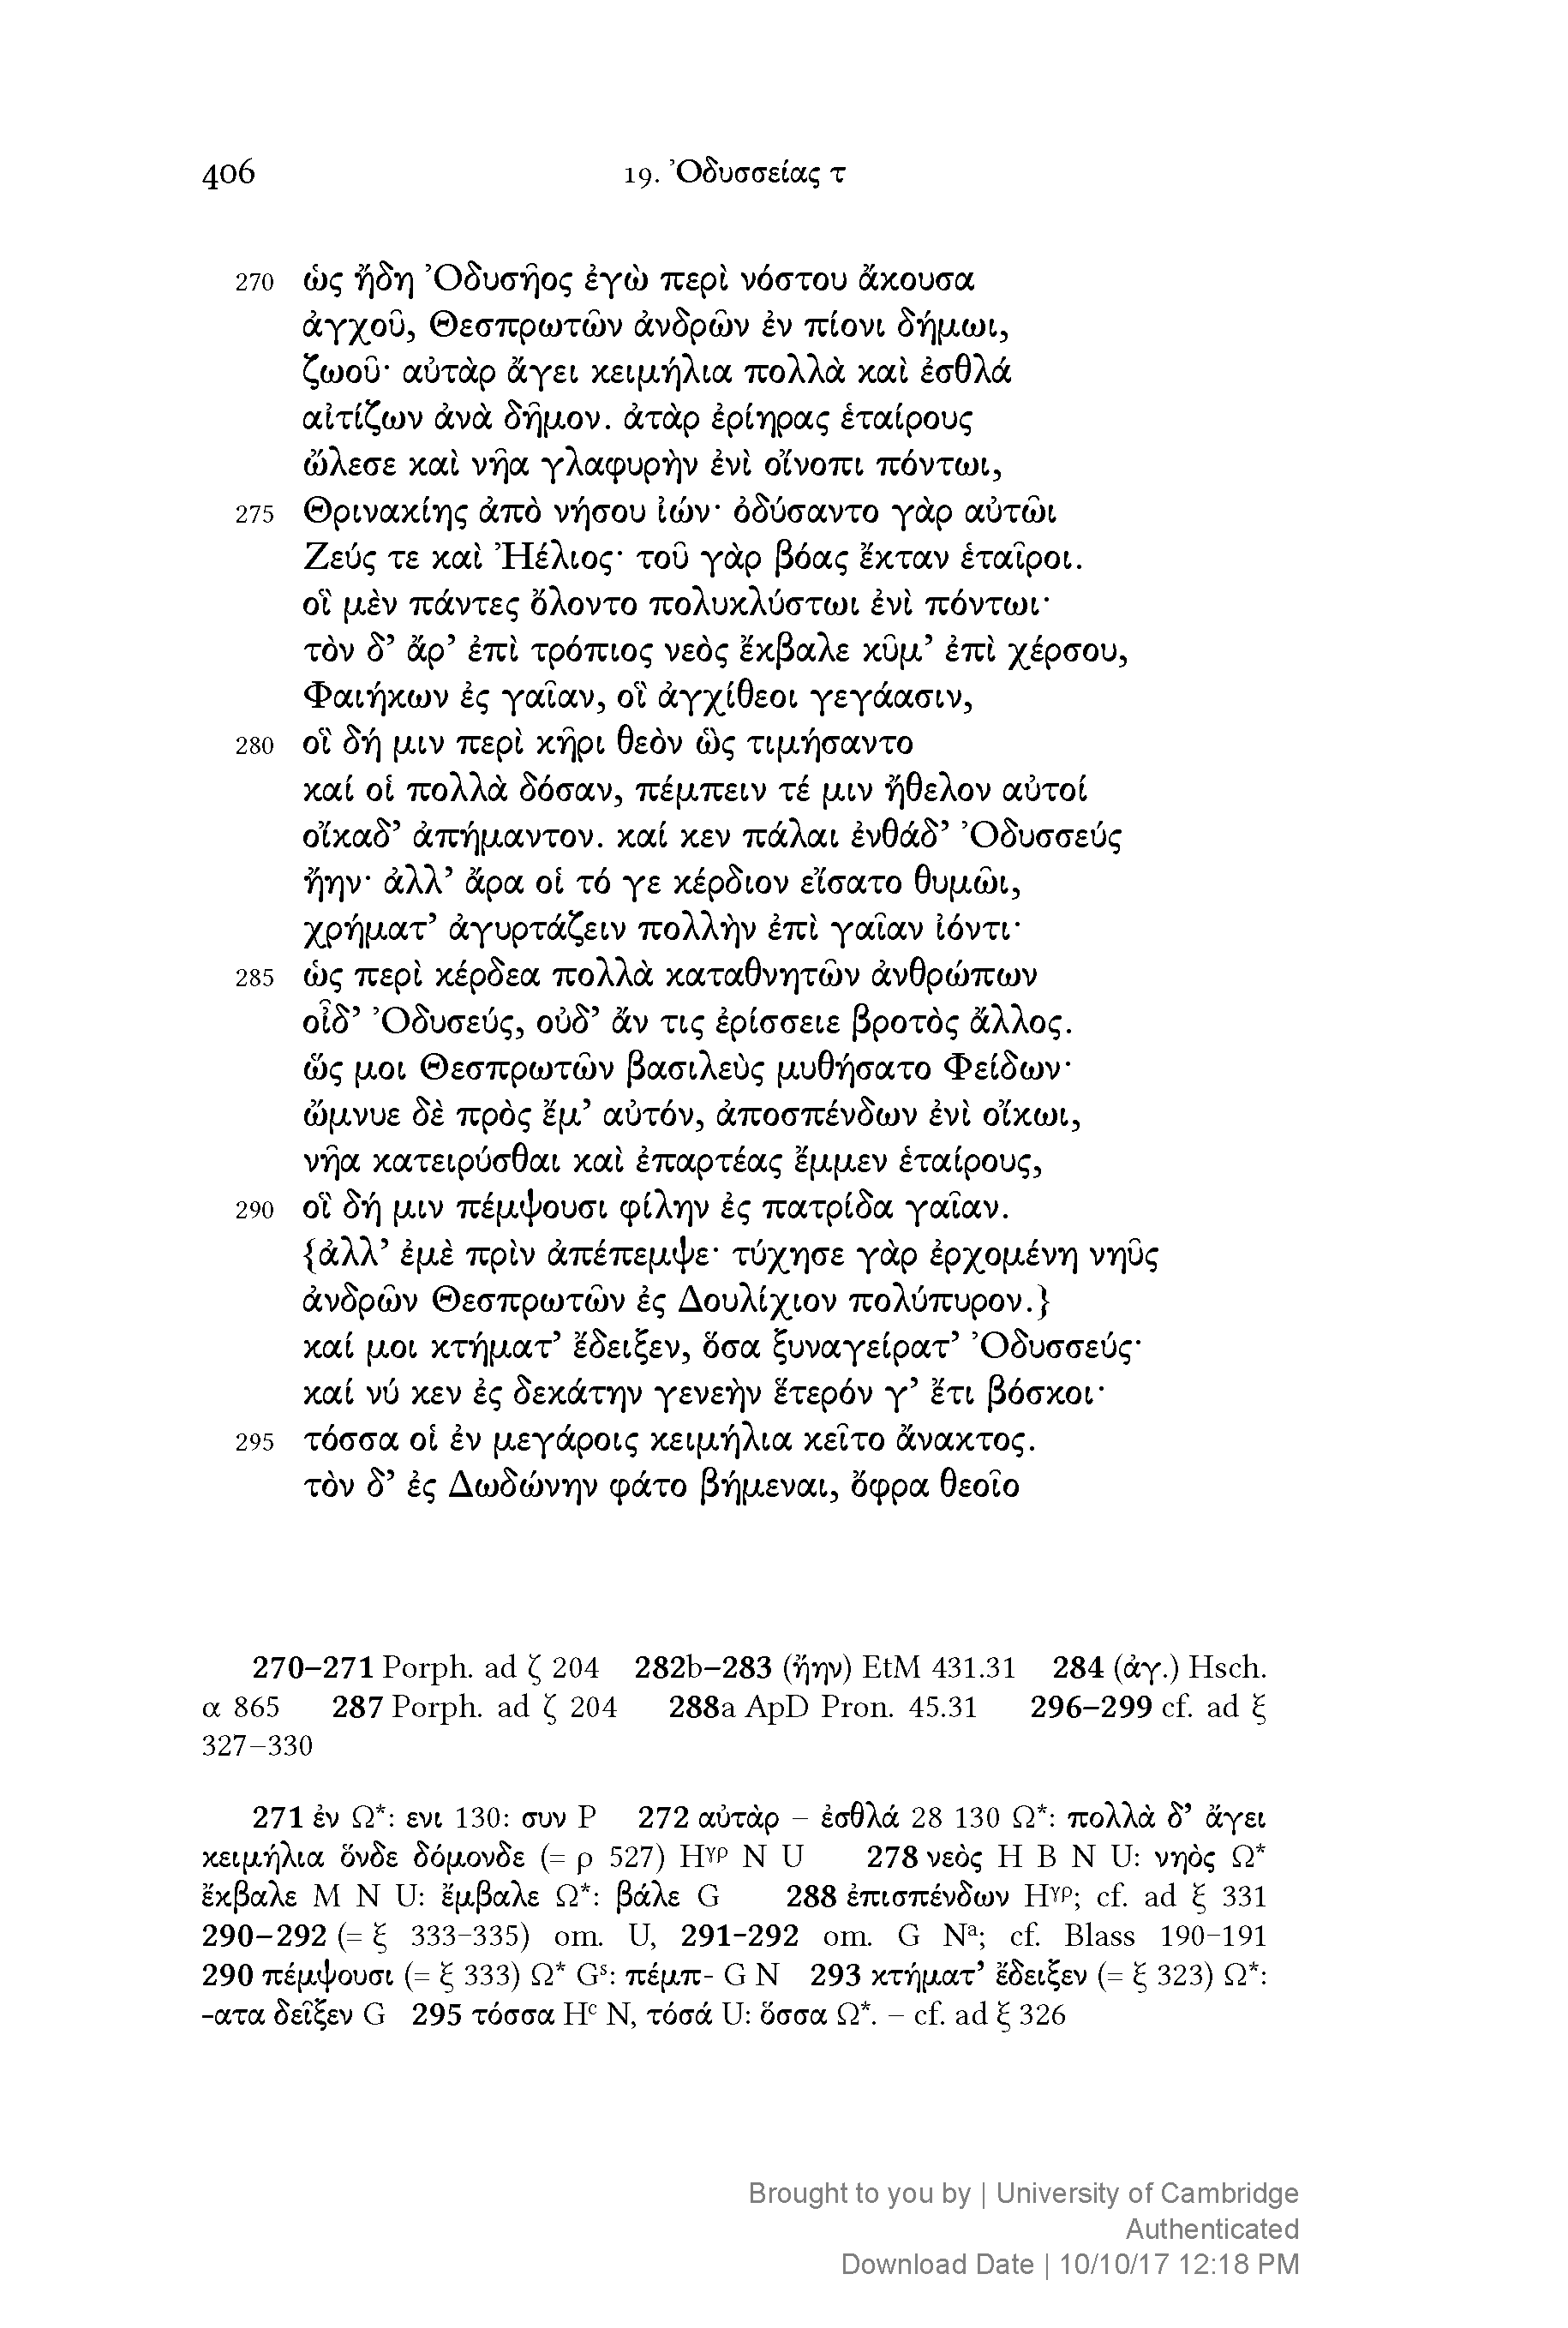 406 19. Ὀδυσσείας τ
270 ὡς ἤδη Ὀδυσῆος ἐγὼ περὶ νόστου ἄκουσα
ἀγχοῦ, Θεσπρωτῶν ἀνδρῶν ἐν πίονι δήμωι,
ζωοῦ· αὐτὰρ ἄγει κειμήλια πολλὰ καὶ ἐσθλά
αἰτίζων ἀνὰ δῆμον. ἀτὰρ ἐρίηρας ἑταίρους
ὤλεσε καὶ νῆα γλαφυρὴν ἐνὶ οἴνοπι πόντωι,
275 Θρινακίης ἀπὸ νήσου ἰών· ὀδύσαντο γὰρ αὐτῶι
Ζεύς τε καὶ Ἠέλιος· τοῦ γὰρ βόας ἔκταν ἑταῖροι.
οἳ μὲν πάντες ὄλοντο πολυκλύστωι ἐνὶ πόντωι·
τὸν δ’ ἄρ’ ἐπὶ τρόπιος νεὸς ἔκβαλε κῦμ’ ἐπὶ χέρσου,
Φαιήκων ἐς γαῖαν, οἳ ἀγχίθεοι γεγάασιν,
280 οἳ δή μιν περὶ κῆρι θεὸν ὣς τιμήσαντο
καί οἱ πολλὰ δόσαν, πέμπειν τέ μιν ἤθελον αὐτοί
οἴκαδ’ ἀπήμαντον. καί κεν πάλαι ἐνθάδ’ Ὀδυσσεύς
ἤην· ἀλλ’ ἄρα οἱ τό γε κέρδιον εἴσατο θυμῶι,
χρήματ’ ἀγυρτάζειν πολλὴν ἐπὶ γαῖαν ἰόντι·
285 ὡς περὶ κέρδεα πολλὰ καταθνητῶν ἀνθρώπων
οἶδ’ Ὀδυσεύς, οὐδ’ ἄν τις ἐρίσσειε βροτὸς ἄλλος.
ὥς μοι Θεσπρωτῶν βασιλεὺς μυθήσατο Φείδων·
ὤμνυε δὲ πρὸς ἔμ’ αὐτόν, ἀποσπένδων ἐνὶ οἴκωι,
νῆα κατειρύσθαι καὶ ἐπαρτέας ἔμμεν ἑταίρους,
290 οἳ δή μιν πέμψουσι φίλην ἐς πατρίδα γαῖαν.
{ἀλλ’ ἐμὲ πρὶν ἀπέπεμψε· τύχησε γὰρ ἐρχομένη νηῦς
ἀνδρῶν Θεσπρωτῶν ἐς Δουλίχιον πολύπυρον.}
καί μοι κτήματ’ ἔδειξεν, ὅσα ξυναγείρατ’ Ὀδυσσεύς·
καί νύ κεν ἐς δεκάτην γενεὴν ἕτερόν γ’ ἔτι βόσκοι·
295 τόσσα οἱ ἐν μεγάροις κειμήλια κεῖτο ἄνακτος.
τὸν δ’ ἐς Δωδώνην φάτο βήμεναι, ὄφρα θεοῖο
270–271 Porph. ad ζ 204 282b–283 (ἤην) EtM 431.31 284 (ἀγ.) Hsch.
α 865 287 Porph. ad ζ 204 288a ApD Pron. 45.31 296–299 cf. ad ξ
327–330
271 ἐν Ω*: ενι 130: συν P 272 αὐτὰρ – ἐσθλά 28 130 Ω*: πολλὰ δ’ ἄγει
κειμήλια ὅνδε δόμονδε (= ρ 527) Hγρ N U 278 νεὸς H B N U: νηὸς Ω*
ἔκβαλε M N U: ἔμβαλε Ω*: βάλε G 288 ἐπισπένδων Hγρ; cf. ad ξ 331
290–292 (= ξ 333–335) om. U, 291–292 om. G Nᵃ; cf. Blass 190–191
290 πέμψουσι (= ξ 333) Ω* Gˢ: πέμπ- G N 293 κτήματ’ ἔδειξεν (= ξ 323) Ω*:
-ατα δεῖξεν G 295 τόσσα Hᶜ N, τόσά U: ὅσσα Ω*. – cf. ad ξ 326
Brought to you by | University of Cambridge
Authenticated
Download Date | 10/10/17 12:18 PM